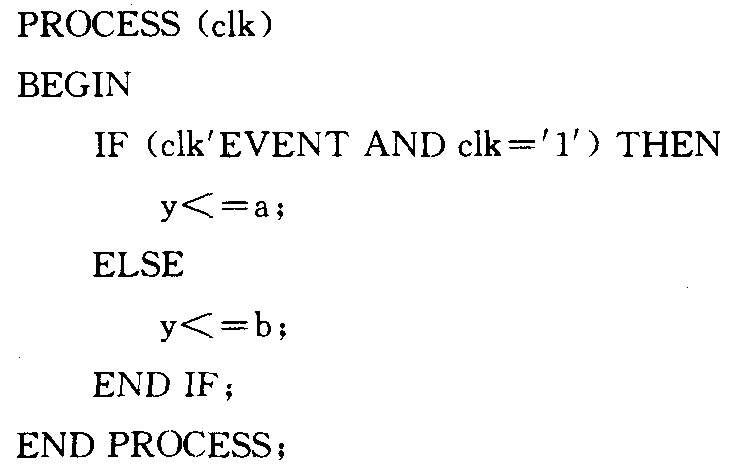 PROCESS (clk)
BEGIN
IF (clk'EVENT AND clk='1') THEN
y<=a;
ELSE
y<=b;
END IF;
END PROCESS;